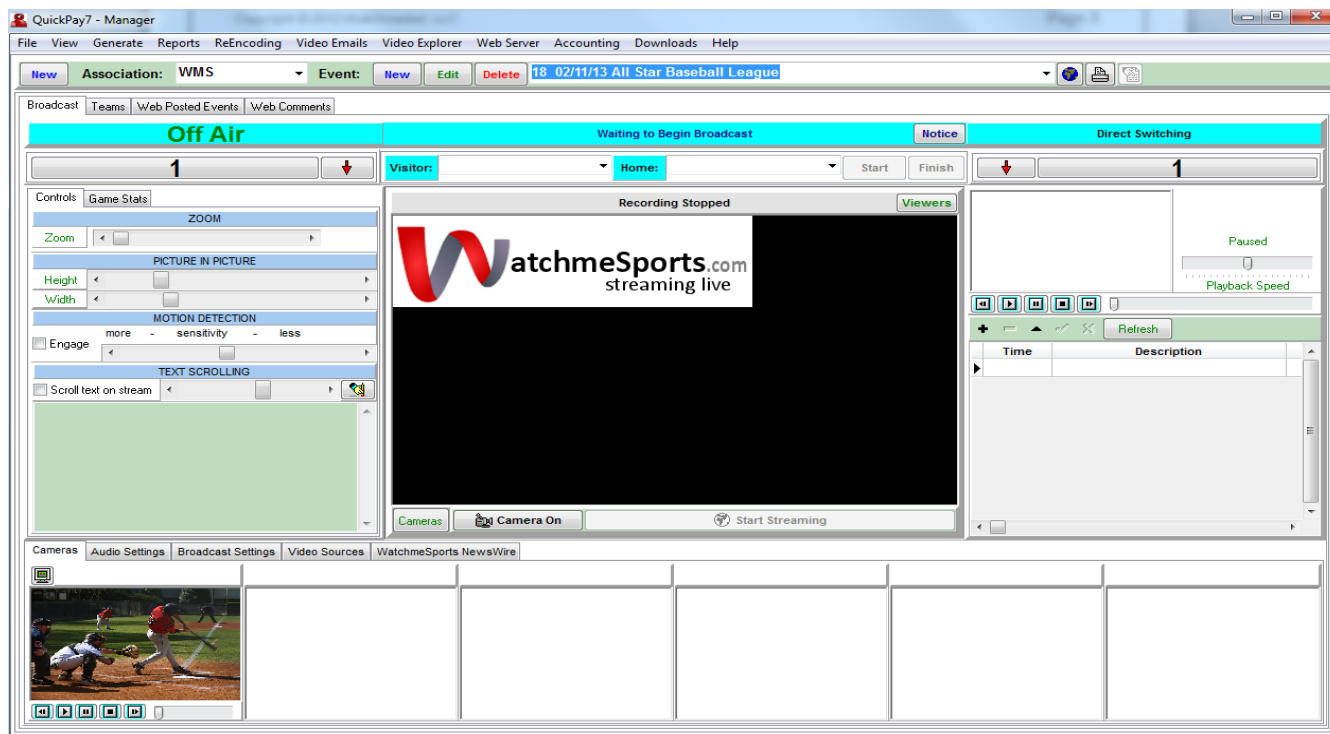 QuickPay7 - Manager
File View Generate Reports ReEncoding Video Emails Video Explorer Web Server Accounting Downloads Help
New Association: WMS Event: New Edit Delete 18 02/11/13 All Star Baseball League
Broadcast Teams Web Posted Events Web Comments
Off Air Waiting to Begin Broadcast Notice Direct Switching
1 Visitor: Home: Start Finish 1
Controls Game Stats
Recording Stopped Viewers
ZOOM
Zoom
PICTURE IN PICTURE
Height
Width
MOTION DETECTION
more - sensitivity - less
Engage
TEXT SCROLLING
Scroll text on stream
WatchmeSports.com
streaming live
Cameras Camera On Start Streaming
Paused
Playback Speed
Refresh
Time Description
Cameras Audio Settings Broadcast Settings Video Sources WatchmeSports NewsWire